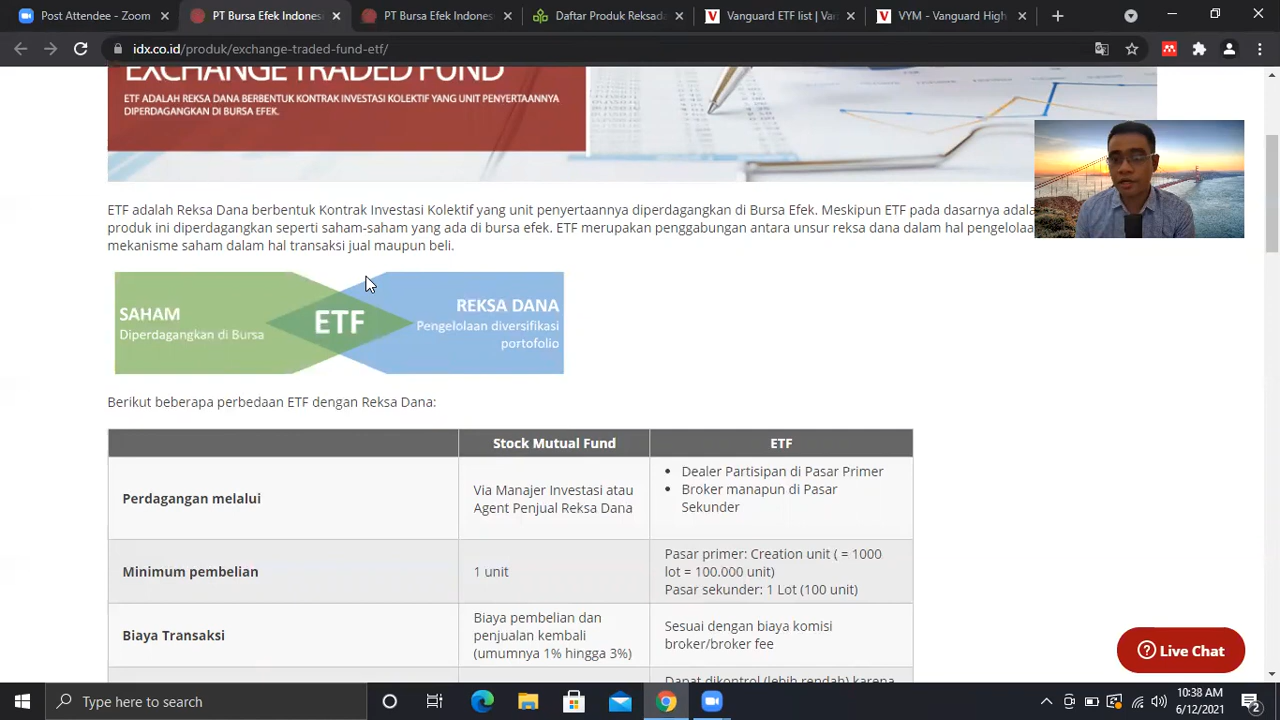 Post Attendee - Zoom
PT Bursa Efek Indones
PT Bursa Efek Indones
Daftar Produk Reksada
Vanguard ETF list | Va
VYM - Vanguard High
idx.co.id/produk/exchange-traded-fund-etf/
EXCHANGE TRADED FUND
ETF ADALAH REKSA DANA BERBENTUK KONTRAK INVESTASI KOLEKTIF YANG UNIT PENYERTAANNYA
DIPERDAGANGKAN DI BURSA EFEK.
ETF adalah Reksa Dana berbentuk Kontrak Investasi Kolektif yang unit penyertaannya diperdagangkan di Bursa Efek. Meskipun ETF pada dasarnya adala
produk ini diperdagangkan seperti saham-saham yang ada di bursa efek. ETF merupakan penggabungan antara unsur reksa dana dalam hal pengelola
mekanisme saham dalam hal transaksi jual maupun beli.
SAHAM
Diperdagangkan di Bursa
ETF
REKSA DANA
Pengelolaan diversifikasi
portofolio
Berikut beberapa perbedaan ETF dengan Reksa Dana:
Stock Mutual Fund
ETF
Perdagangan melalui
Via Manajer Investasi atau
Agent Penjual Reksa Dana
• Dealer Partisipan di Pasar Primer
• Broker manapun di Pasar
Sekunder
Minimum pembelian
1 unit
Pasar primer: Creation unit ( = 1000
lot = 100.000 unit)
Pasar sekunder: 1 Lot (100 unit)
Biaya Transaksi
Biaya pembelian dan
penjualan kembali
(umumnya 1% hingga 3%)
Sesuai dengan biaya komisi
broker/broker fee
Dapat dikontrol (lebih rendah) karena
Live Chat
Type here to search
10:38 AM
6/12/2021
2